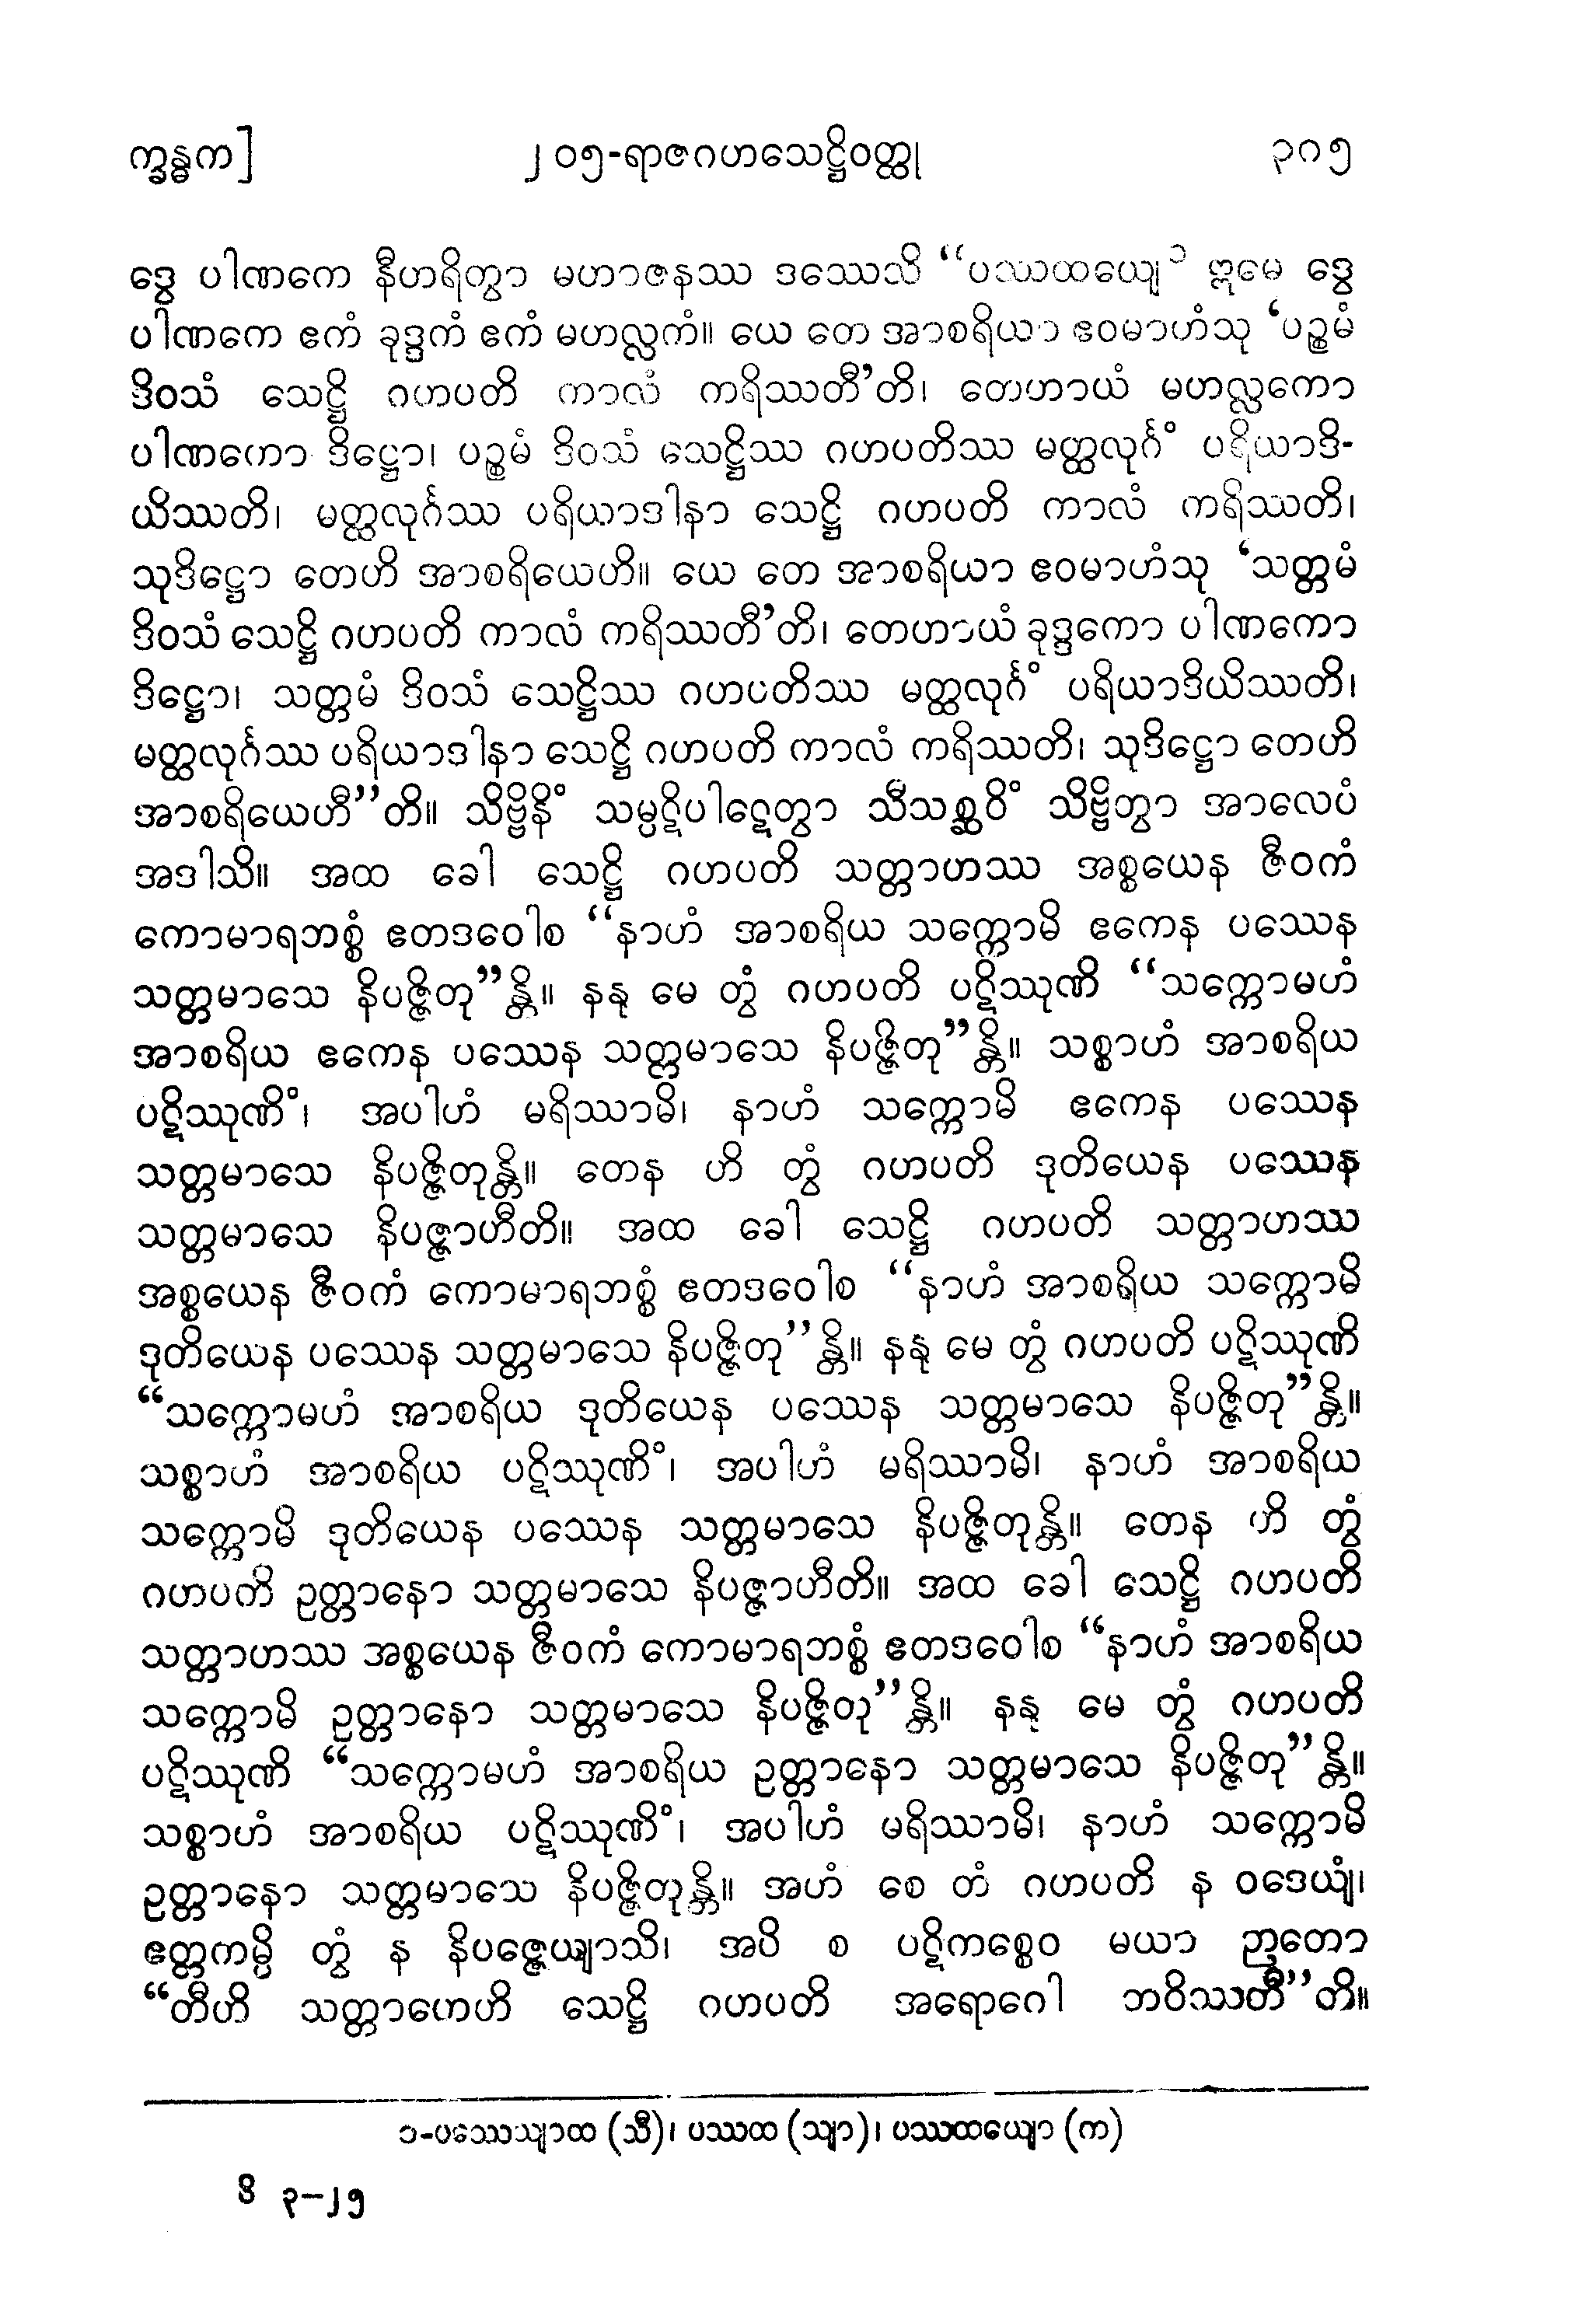 က္ခန္ဓက]
၂၀၅-ရာဇဂဟသေဋ္ဌိဝတ္ထု
၃၈၅
ဒွေ ပါဏကေ နီဟရိတွာ မဟာဇနဿ ဒဿေသိ “ပဿထယျေ ၁ ဣမေ ဒွေ
ပါဏကေ ဧကံ ခုဒ္ဒကံ ဧကံ မဟလ္လကံ။ ယေ တေ အာစရိယာ ဧဝမာဟံသု ‘ပဉ္စမံ
ဒိဝသံ သေဋ္ဌိ ဂဟပတိ ကာလံ ကရိဿတီ’တိ၊ တေဟာယံ မဟလ္လကော
ပါဏကော ဒိဋ္ဌော၊ ပဉ္စမံ ဒိဝသံ သေဋ္ဌိဿ ဂဟပတိဿ မတ္ထလုင်္ဂံ ပရိယာဒိ-
ယိဿတိ၊ မတ္ထလုင်္ဂဿ ပရိယာဒါနာ သေဋ္ဌိ ဂဟပတိ ကာလံ ကရိဿတိ၊
သုဒိဋ္ဌော တေဟိ အာစရိယေဟိ။ ယေ တေ အာစရိယာ ဧဝမာဟံသု ‘သတ္တမံ
ဒိဝသံ သေဋ္ဌိ ဂဟပတိ ကာလံ ကရိဿတီ’တိ၊ တေဟာယံ ခုဒ္ဒကော ပါဏကော
ဒိဋ္ဌော၊ သတ္တမံ ဒိဝသံ သေဋ္ဌိဿ ဂဟပတိဿ မတ္ထလုင်္ဂံ ပရိယာဒိယိဿတိ၊
မတ္ထလုင်္ဂဿ ပရိယာဒါနာ သေဋ္ဌိ ဂဟပတိ ကာလံ ကရိဿတိ၊ သုဒိဋ္ဌော တေဟိ
အာစရိယေဟီ”တိ။ သိဗ္ဗိနိံ သမ္ပဋိပါဋေတွာ သီသစ္ဆဝိံ သိဗ္ဗိတွာ အာလေပံ
အဒါသိ။ အထ ခေါ သေဋ္ဌိ ဂဟပတိ သတ္တာဟဿ အစ္စယေန ဇီဝကံ
ကောမာရဘစ္စံ ဧတဒဝေါစ “နာဟံ အာစရိယ သက္ကောမိ ဧကေန ပဿေန
သတ္တမာသေ နိပဇ္ဇိတု”န္တိ။ နနု မေ တွံ ဂဟပတိ ပဋိဿုဏိ “သက္ကောမဟံ
အာစရိယ ဧကေန ပဿေန သတ္တမာသေ နိပဇ္ဇိတု”န္တိ။ သစ္စာဟံ အာစရိယ
ပဋိဿုဏိံ၊ အပါဟံ မရိဿာမိ၊ နာဟံ သက္ကောမိ ဧကေန ပဿေန
သတ္တမာသေ နိပဇ္ဇိတုန္တိ။ တေန ဟိ တွံ ဂဟပတိ ဒုတိယေန ပဿေန
သတ္တမာသေ နိပဇ္ဇာဟီတိ။ အထ ခေါ သေဋ္ဌိ ဂဟပတိ သတ္တာဟဿ
အစ္စယေန ဇီဝကံ ကောမာရဘစ္စံ ဧတဒဝေါစ “နာဟံ အာစရိယ သက္ကောမိ
ဒုတိယေန ပဿေန သတ္တမာသေ နိပဇ္ဇိတု”န္တိ။ နနု မေ တွံ ဂဟပတိ ပဋိဿုဏိ
“သက္ကောမဟံ အာစရိယ ဒုတိယေန ပဿေန သတ္တမာသေ နိပဇ္ဇိတု”န္တိ။
သစ္စာဟံ အာစရိယ ပဋိဿုဏိံ၊ အပါဟံ မရိဿာမိ၊ နာဟံ အာစရိယ
သက္ကောမိ ဒုတိယေန ပဿေန သတ္တမာသေ နိပဇ္ဇိတုန္တိ။ တေန ဟိ တွံ
ဂဟပတိ ဥတ္တာနော သတ္တမာသေ နိပဇ္ဇာဟီတိ။ အထ ခေါ သေဋ္ဌိ ဂဟပတိ
သတ္တာဟဿ အစ္စယေန ဇီဝကံ ကောမာရဘစ္စံ ဧတဒဝေါစ “နာဟံ အာစရိယ
သက္ကောမိ ဥတ္တာနော သတ္တမာသေ နိပဇ္ဇိတု”န္တိ။ နနု မေ တွံ ဂဟပတိ
ပဋိဿုဏိ “သက္ကောမဟံ အာစရိယ ဥတ္တာနော သတ္တမာသေ နိပဇ္ဇိတု”န္တိ။
သစ္စာဟံ အာစရိယ ပဋိဿုဏိံ၊ အပါဟံ မရိဿာမိ၊ နာဟံ သက္ကောမိ
ဥတ္တာနော သတ္တမာသေ နိပဇ္ဇိတုန္တိ။ အဟံ စေ တံ ဂဟပတိ န ဝဒေယျံ၊
ဧတ္တကမ္ပိ တွံ န နိပဇ္ဇေယျာသိ၊ အပိ စ ပဋိကစ္စေဝ မယာ ဉာတော
“တီဟိ သတ္တာဟေဟိ သေဋ္ဌိ ဂဟပတိ အရောဂေါ ဘဝိဿတီ”တိ။
၁-ပဿေသျာထ (သီ)၊ ပဿထ (သျာ)၊ ပဿထယျော (က)
ဝိ ၃–၂၅